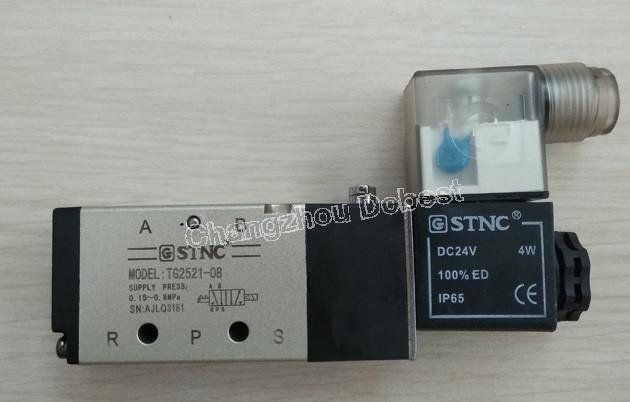 A B
G STNC®
MODEL:TG2521-08
SUPPLY PRESS:
0.15~0.8MPa
A B
R P S
SN:AJLQ3161
R P S
G STNC®
DC24V 4W
100% ED
IP65 CE
Changzhou Dobest